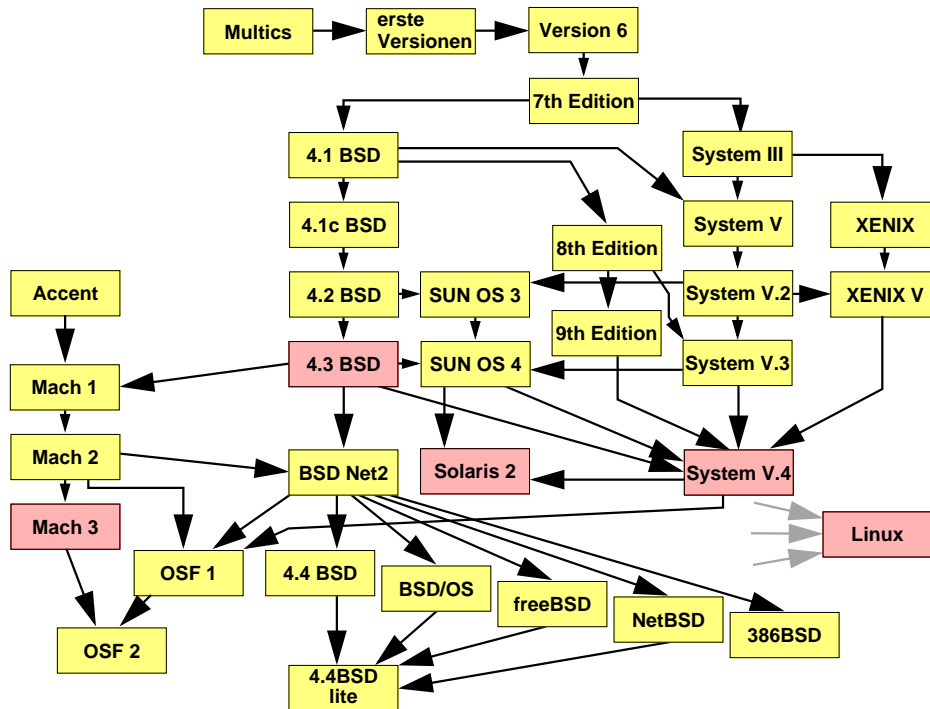 Multics
erste
Versionen
Version 6
7th Edition
4.1 BSD
System III
4.1c BSD
System V
XENIX
8th Edition
Accent
4.2 BSD
SUN OS 3
System V.2
XENIX V
9th Edition
Mach 1
4.3 BSD
SUN OS 4
System V.3
Mach 2
BSD Net2
Solaris 2
System V.4
Mach 3
Linux
OSF 1
4.4 BSD
BSD/OS
freeBSD
NetBSD
386BSD
OSF 2
4.4BSD
lite